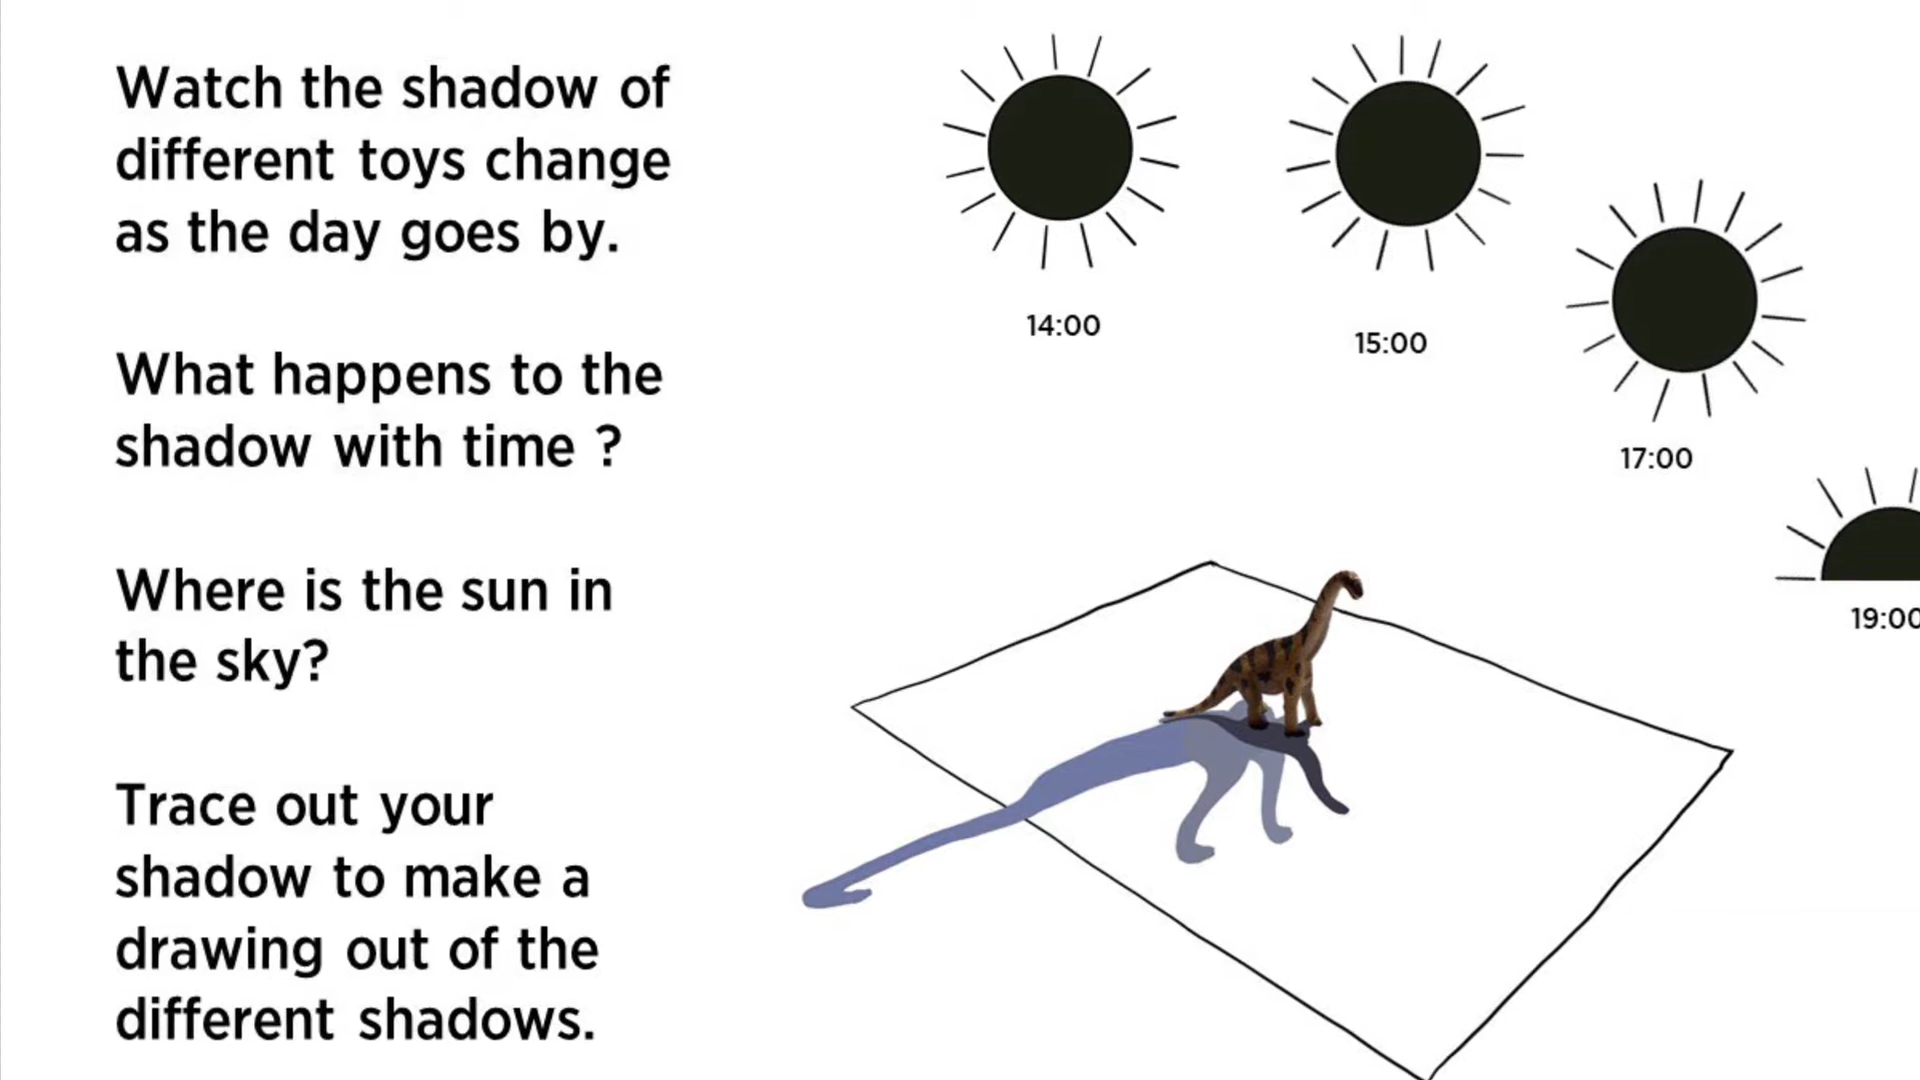 Watch the shadow of
different toys change
as the day goes by.
What happens to the
shadow with time ?
Where is the sun in
the sky?
Trace out your
shadow to make a
drawing out of the
different shadows.
14:00
15:00
17:00
19:00